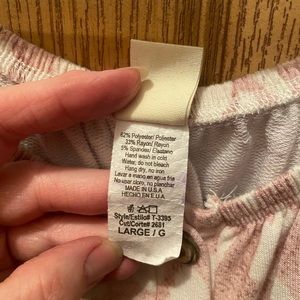 62% Polyester/ Poliester
33% Rayon/ Rayon
5% Spandex/ Elastano
Hand wash in cold
Water, do not bleach
Hang dry, no iron
Lavar a mano en agua fria
No usar cloro, no planchar
MADE IN U.S.A
HECHO EN E.U.A
Style/Estilo# T-3395
Cut/Corte# 2681
LARGE / G